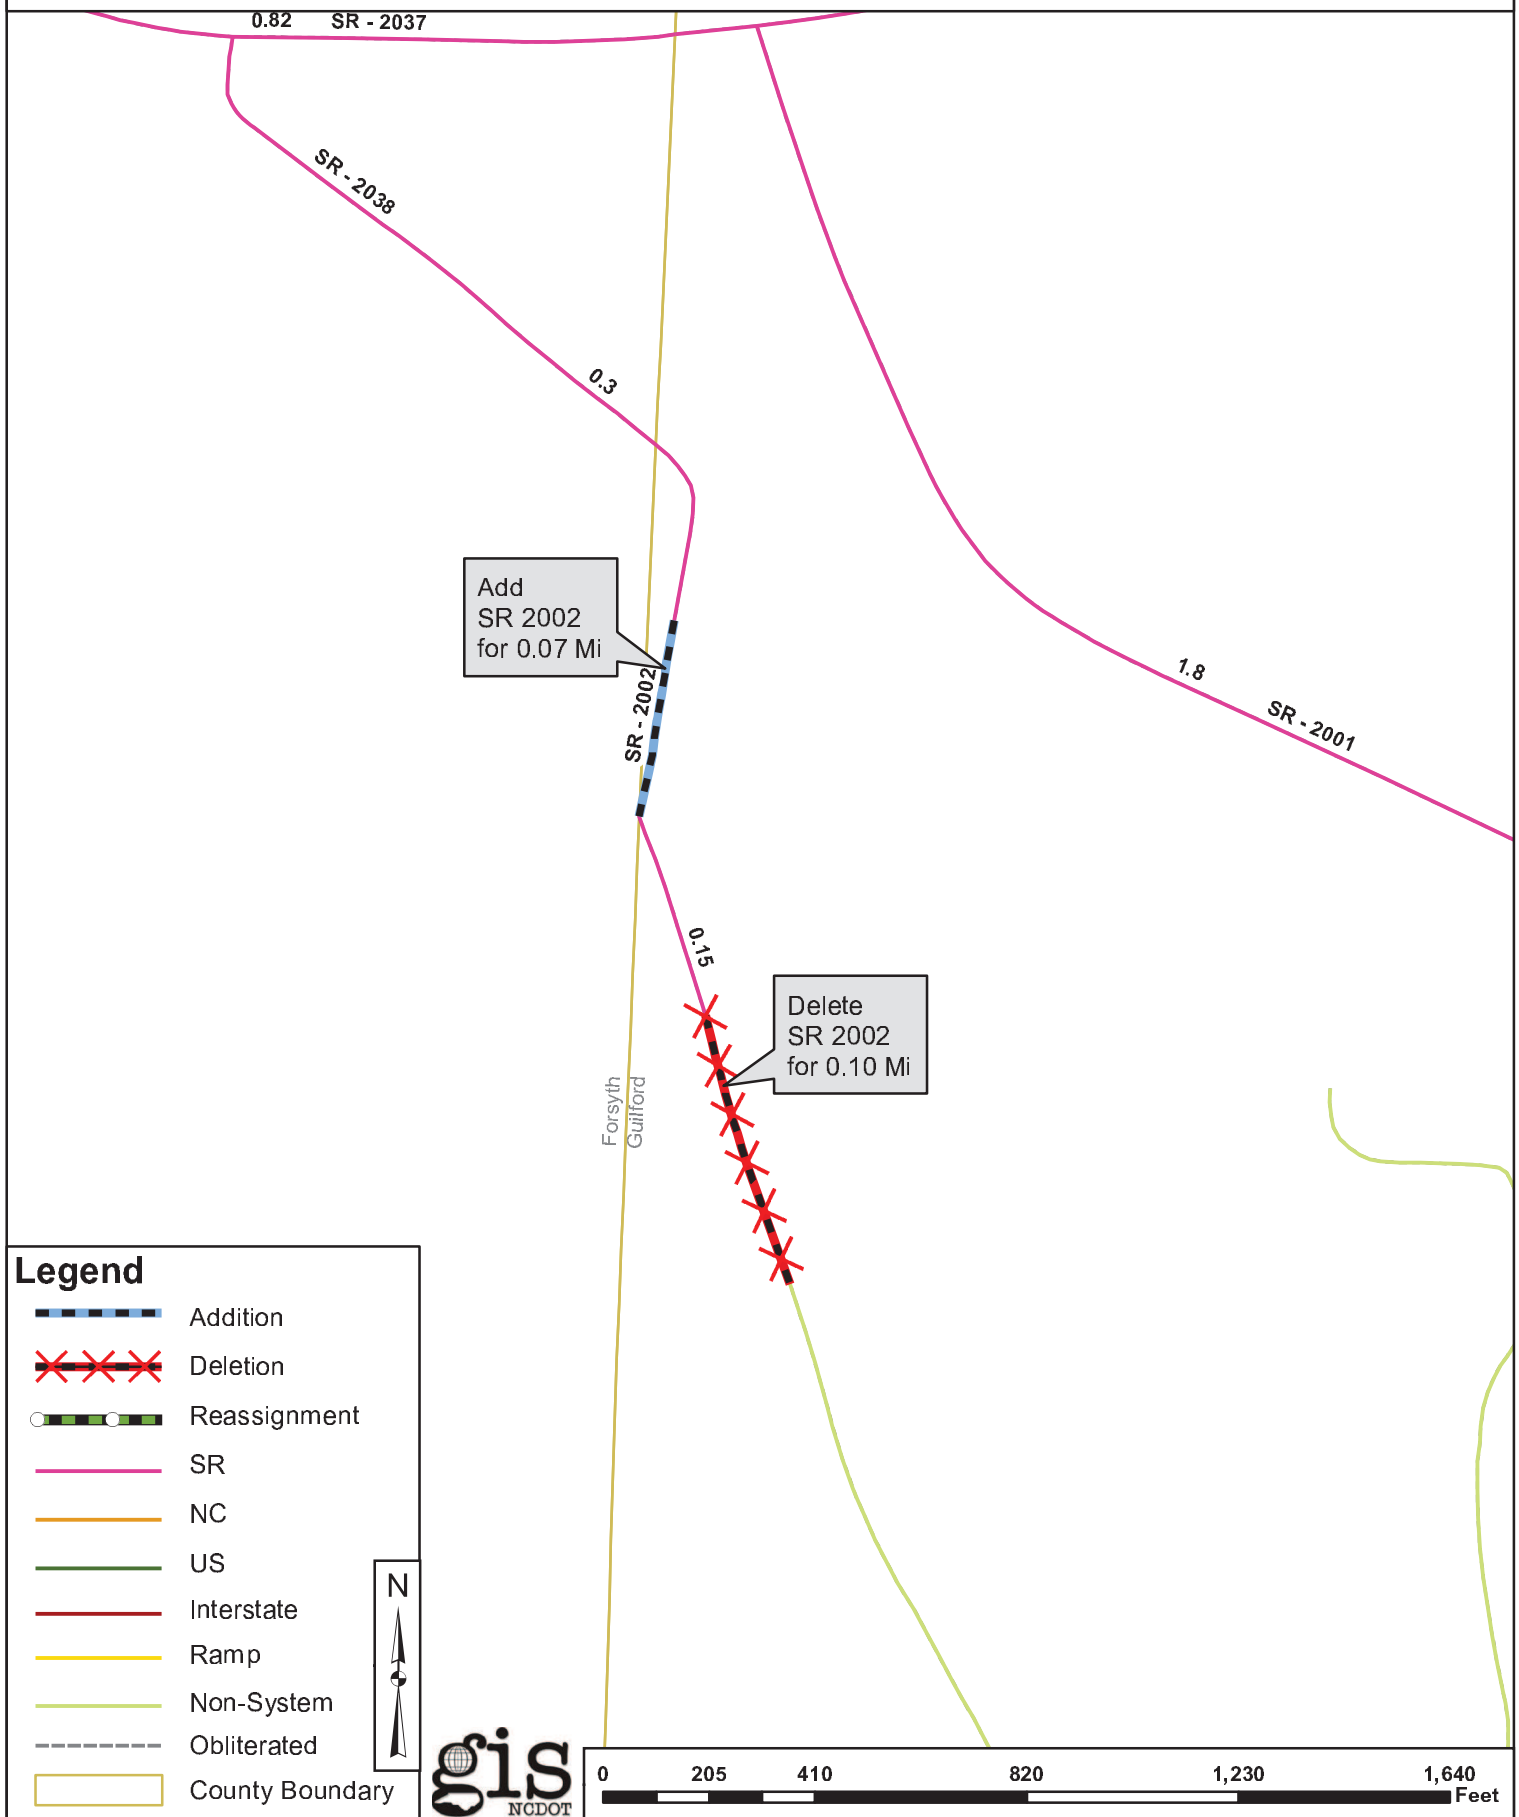 0.82 SR - 2037
SR - 2038
0.3
Add
SR 2002
for 0.07 Mi
SR - 2002
1.8
SR - 2001
0.15
Delete
SR 2002
for 0.10 Mi
Forsyth
Guilford
Legend
Addition
Deletion
Reassignment
SR
NC
US
Interstate
Ramp
Non-System
Obliterated
County Boundary
N
gis
NCDOT
0 205 410 820 1,230 1,640
Feet